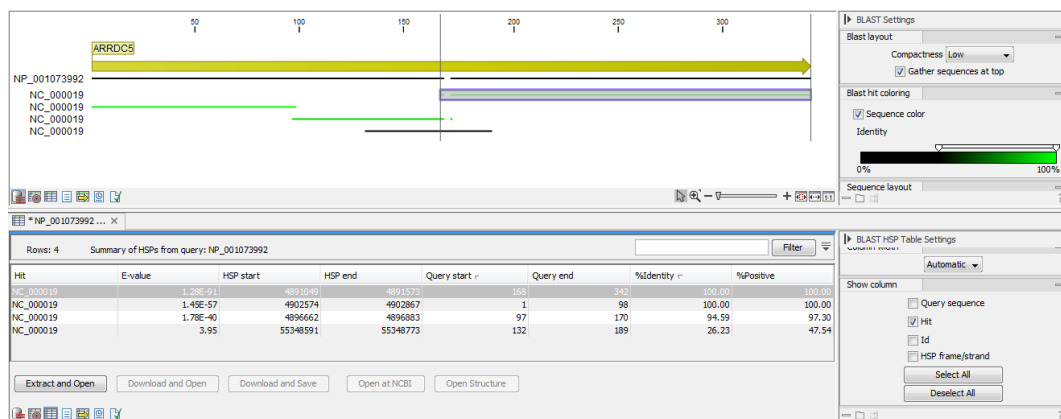 50 100 150 200 250 300
ARRDC5
NP_001073992
NC_000019
NC_000019
NC_000019
NC_000019
BLAST Settings
Blast layout
Compactness Low
Gather sequences at top
Blast hit coloring
Sequence color
Identity
0% 100%
Sequence layout
1:1
* NP_001073992 ... ×
Rows: 4 Summary of HSPs from query: NP_001073992 Filter
Hit E-value HSP start HSP end Query start Query end %Identity %Positive
NC_000019 1.28E-91 4891049 4891573 168 342 100.00 100.00
NC_000019 1.45E-57 4902574 4902867 1 98 100.00 100.00
NC_000019 1.78E-40 4896662 4896883 97 170 94.59 97.30
NC_000019 3.95 55348591 55348773 132 189 26.23 47.54
Extract and Open Download and Open Download and Save Open at NCBI Open Structure
BLAST HSP Table Settings
Column width
Automatic
Show column
Query sequence
Hit
Id
HSP frame/strand
Select All
Deselect All